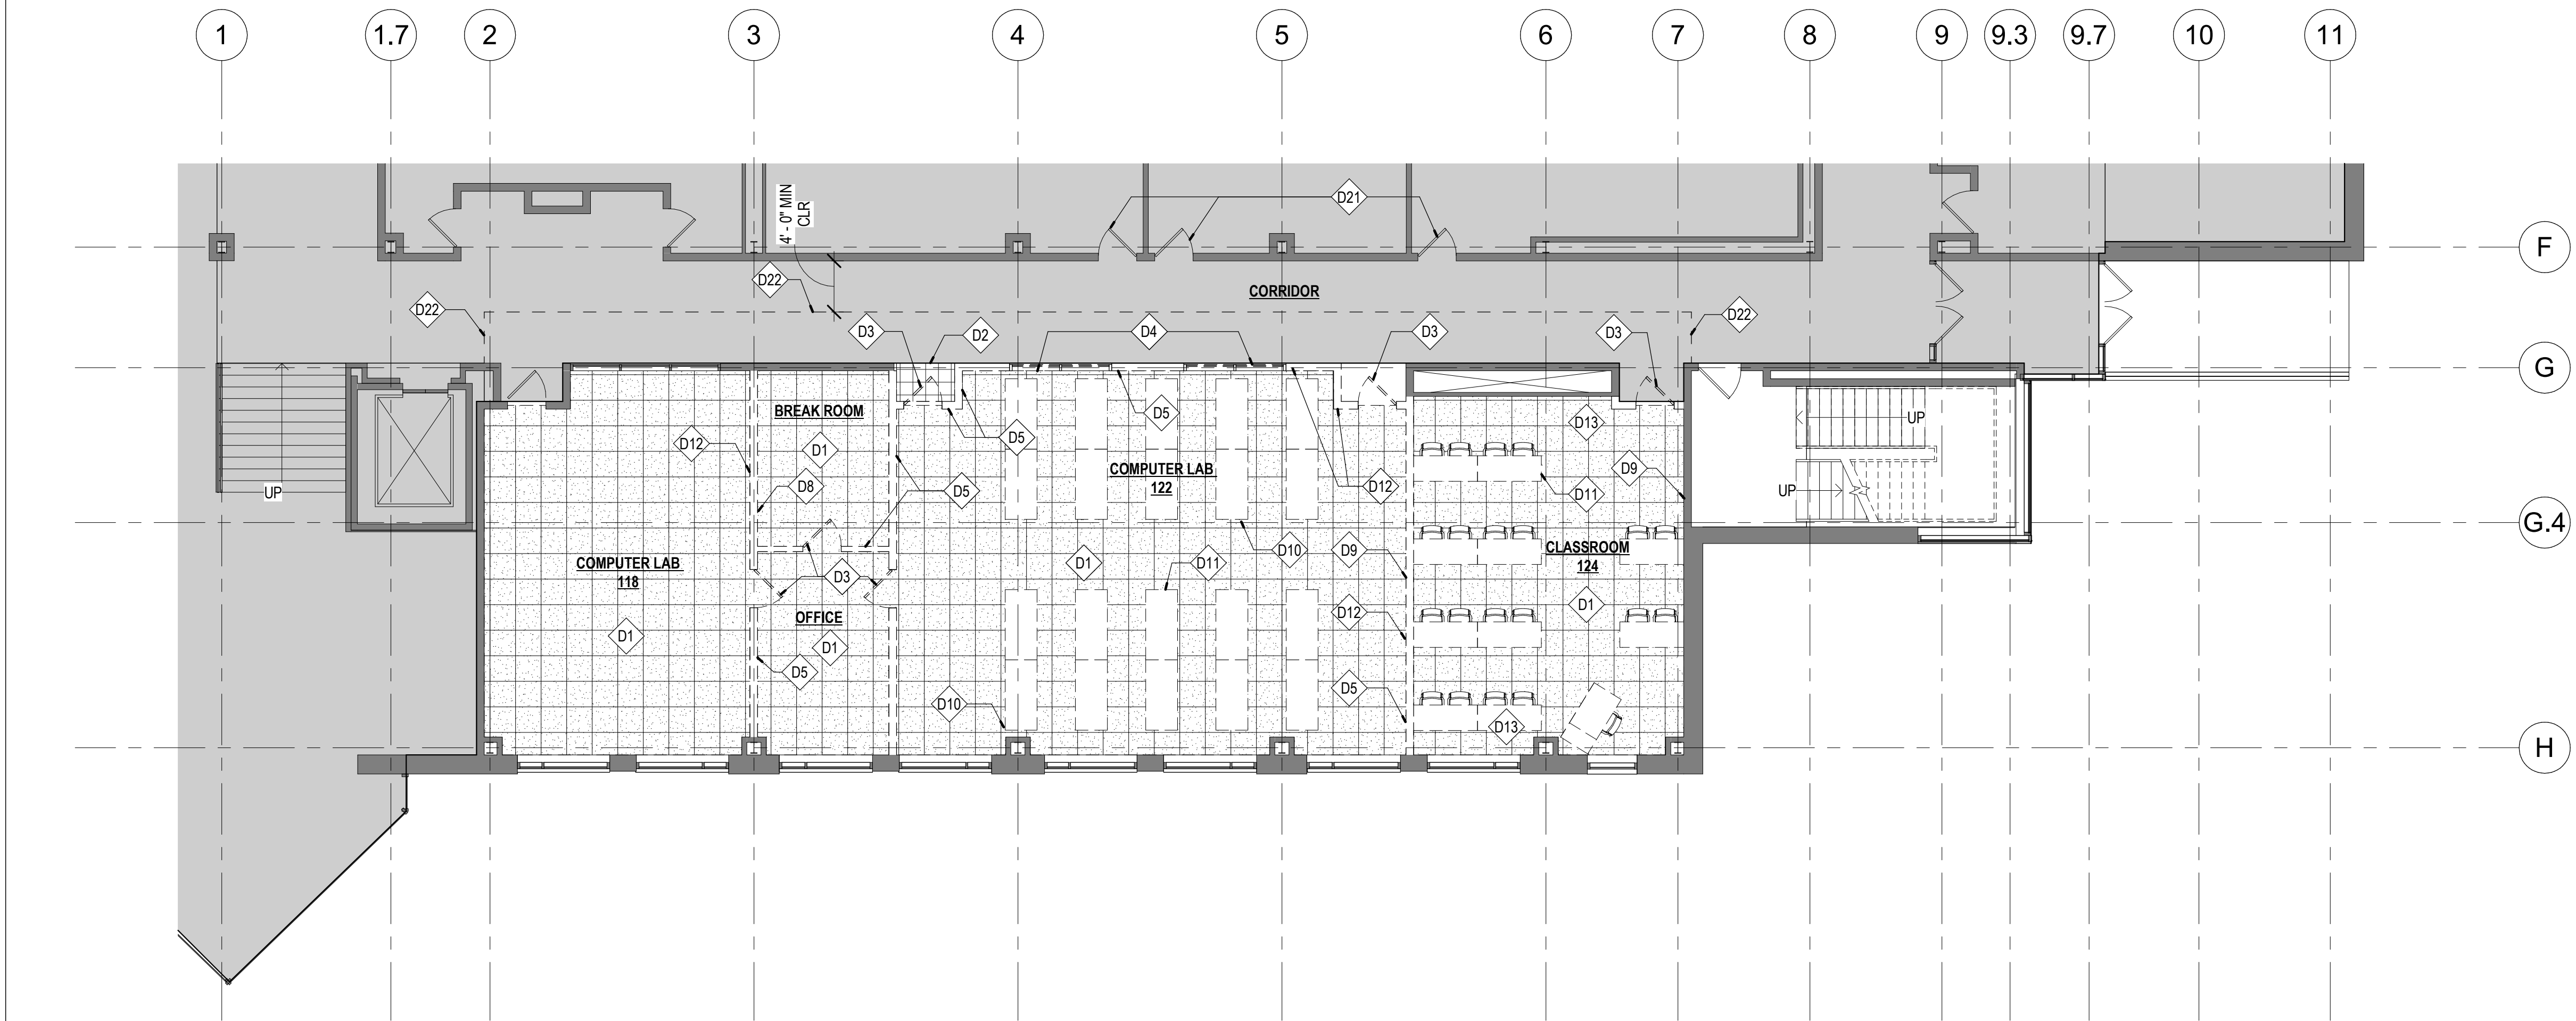 1
1.7
2
3
4
5
6
7
8
9
9.3
9.7
10
11
4' - 0" MIN
CLR
D21
F
D22
CORRIDOR
D22
D22
D3
D2
D4
D3
D3
G
BREAK ROOM
D5
D13
UP
D12
D1
D5
COMPUTER LAB
122
D9
D8
D5
D12
D11
UP
UP
G.4
COMPUTER LAB
118
D3
D1
D11
D10
D9
CLASSROOM
124
OFFICE
D12
D1
D1
D1
D5
D5
D10
D13
H